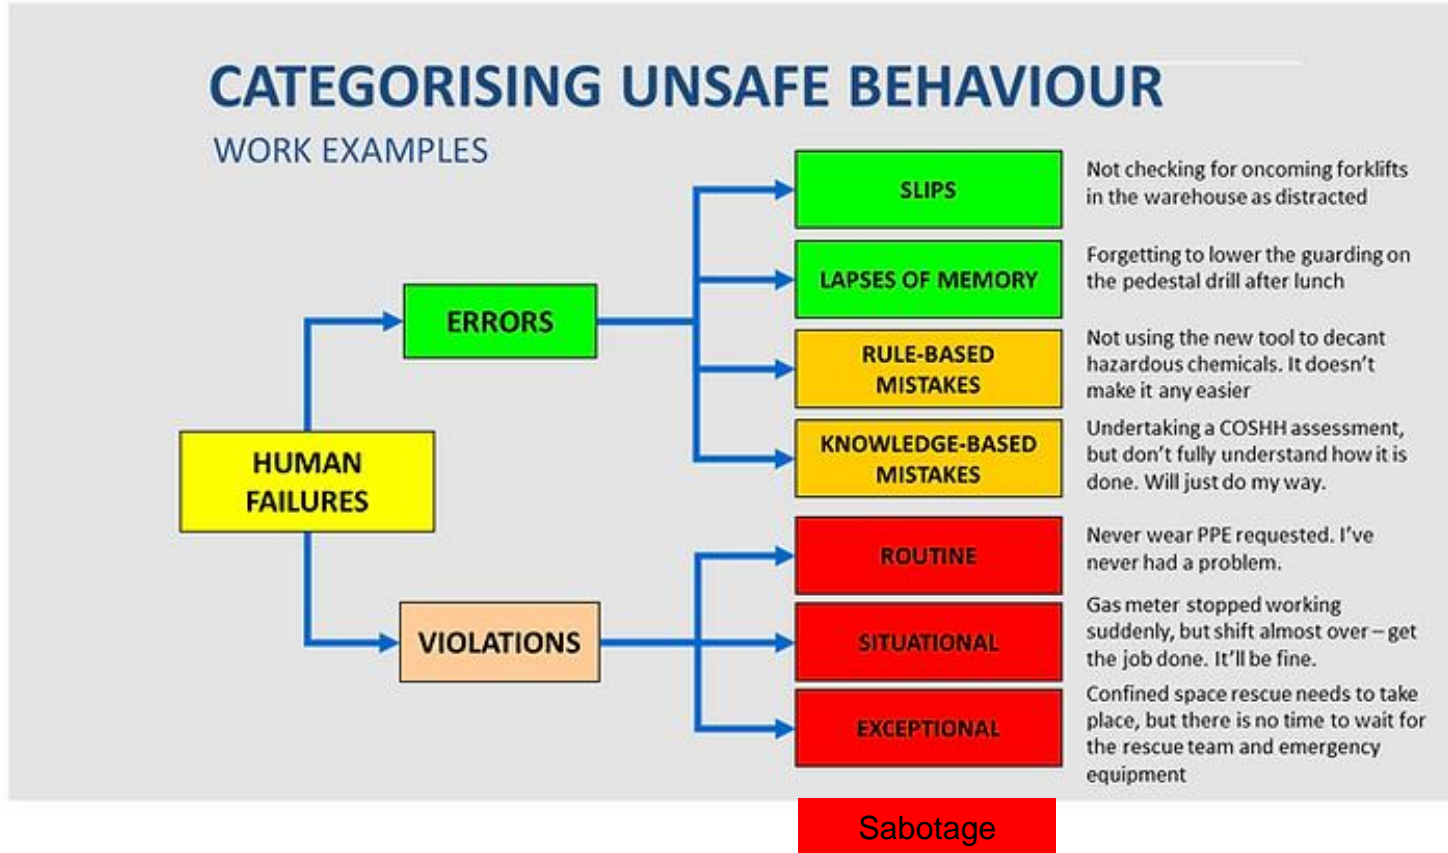 CATEGORISING UNSAFE BEHAVIOUR
WORK EXAMPLES
HUMAN
FAILURES
ERRORS
SLIPS
Not checking for oncoming forklifts
in the warehouse as distracted
LAPSES OF MEMORY
Forgetting to lower the guarding on
the pedestal drill after lunch
RULE-BASED
MISTAKES
Not using the new tool to decant
hazardous chemicals. It doesn't
make it any easier
KNOWLEDGE-BASED
MISTAKES
Undertaking a COSHH assessment,
but don't fully understand how it is
done. Will just do my way.
VIOLATIONS
ROUTINE
Never wear PPE requested. I've
never had a problem.
SITUATIONAL
Gas meter stopped working
suddenly, but shift almost over – get
the job done. It'll be fine.
EXCEPTIONAL
Confined space rescue needs to take
place, but there is no time to wait for
the rescue team and emergency
equipment
Sabotage